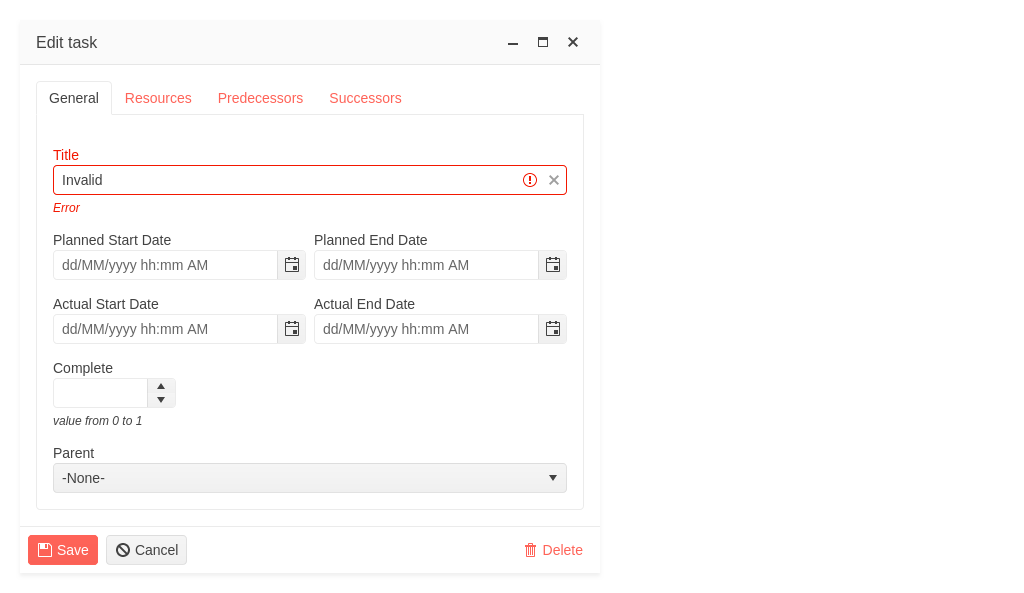 Edit task
General Resources Predecessors Successors
Title
Invalid
Error
Planned Start Date Planned End Date
dd/MM/yyyy hh:mm AM dd/MM/yyyy hh:mm AM
Actual Start Date Actual End Date
dd/MM/yyyy hh:mm AM dd/MM/yyyy hh:mm AM
Complete
value from 0 to 1
Parent
-None-
Save Cancel Delete